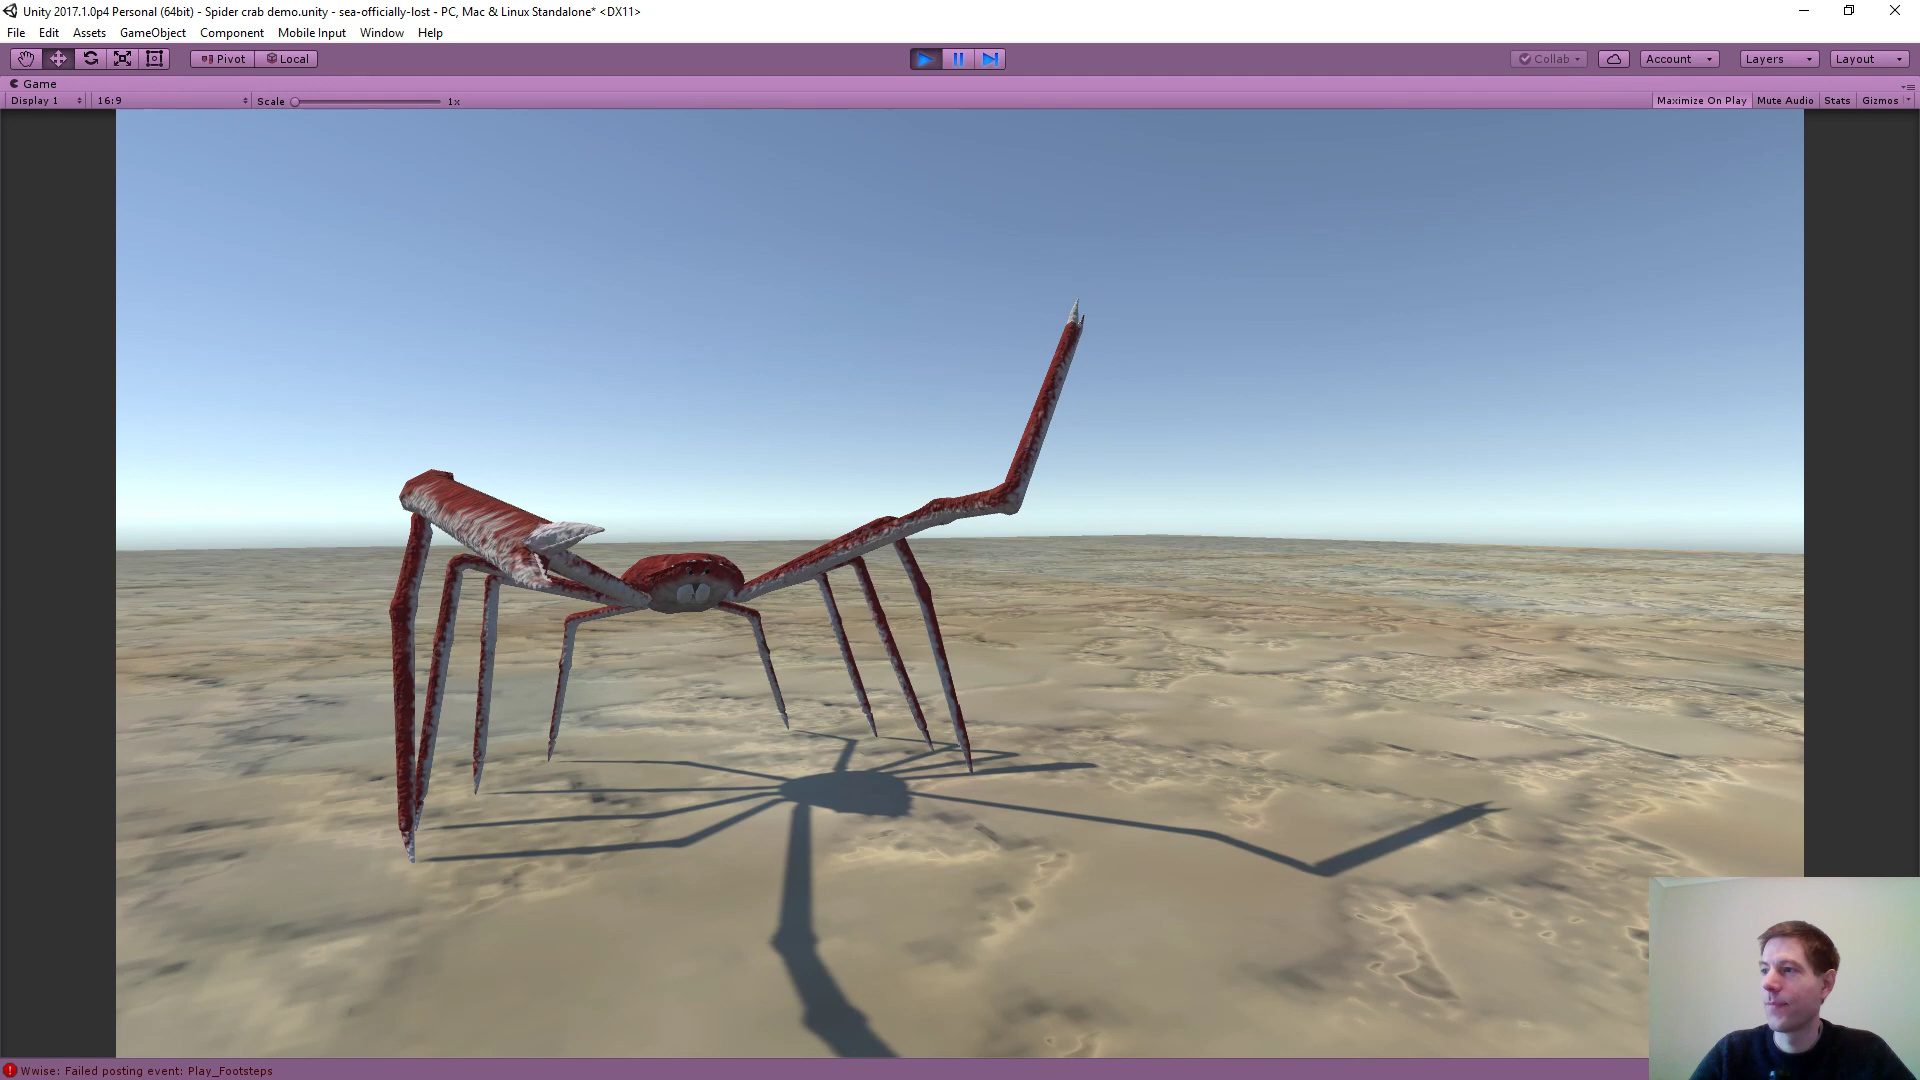 Unity 2017.1.0p4 Personal (64bit) - Spider crab demo.unity - sea-officially-lost - PC, Mac & Linux Standalone* <DX11>
File Edit Assets GameObject Component Mobile Input Window Help
Pivot Local Collab Account Layers Layout
Game
Display 1 16:9 Scale 1x Maximize On Play Mute Audio Stats Gizmos
Wwise: Failed posting event: Play_Footsteps